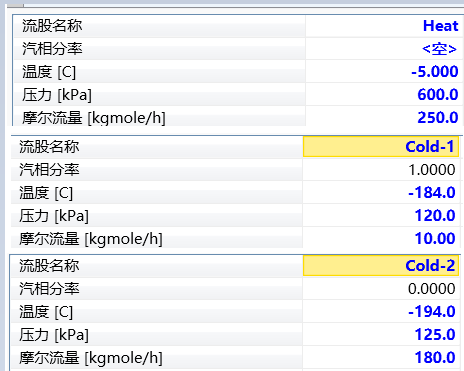 流股名称 Heat
汽相分率 <空>
温度 [C] -5.000
压力 [kPa] 600.0
摩尔流量 [kgmole/h] 250.0
流股名称 Cold-1
汽相分率 1.0000
温度 [C] -184.0
压力 [kPa] 120.0
摩尔流量 [kgmole/h] 10.00
流股名称 Cold-2
汽相分率 0.0000
温度 [C] -194.0
压力 [kPa] 125.0
摩尔流量 [kgmole/h] 180.0